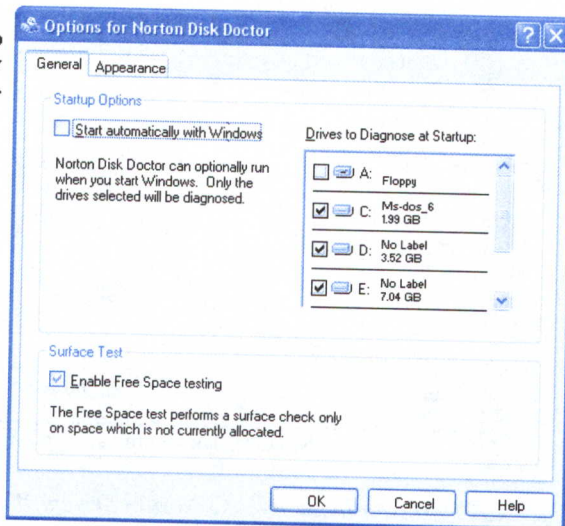 Options for Norton Disk Doctor
General
Appearance
Startup Options
Start automatically with Windows
Norton Disk Doctor can optionally run
when you start Windows. Only the
drives selected will be diagnosed.
Drives to Diagnose at Startup:
A: Floppy
C: Ms-dos_6
1.99 GB
D: No Label
3.52 GB
E: No Label
7.04 GB
Surface Test
Enable Free Space testing
The Free Space test performs a surface check only
on space which is not currently allocated.
OK
Cancel
Help